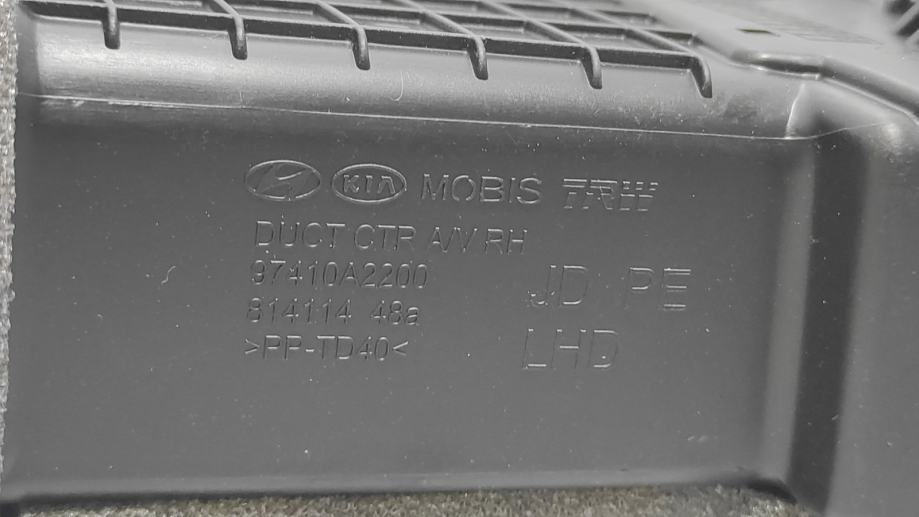 KIA MOBIS TRW
DUCT CTR A/V RH
97410A2200
814114 48a
>PP-TD40<
JD PE
LHD